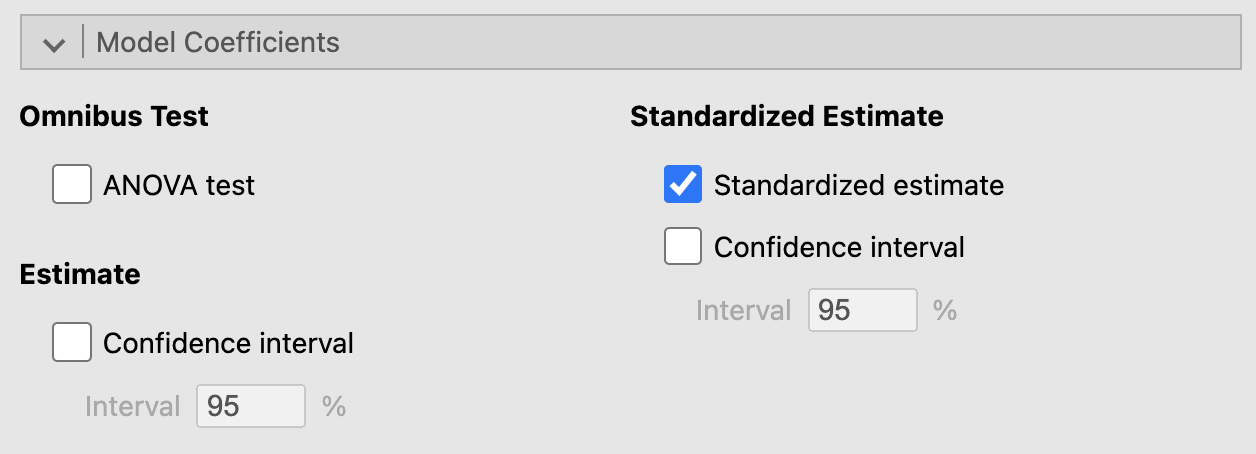 Model Coefficients
Omnibus Test
ANOVA test
Estimate
Confidence interval
Interval 95 %
Standardized Estimate
Standardized estimate
Confidence interval
Interval 95 %